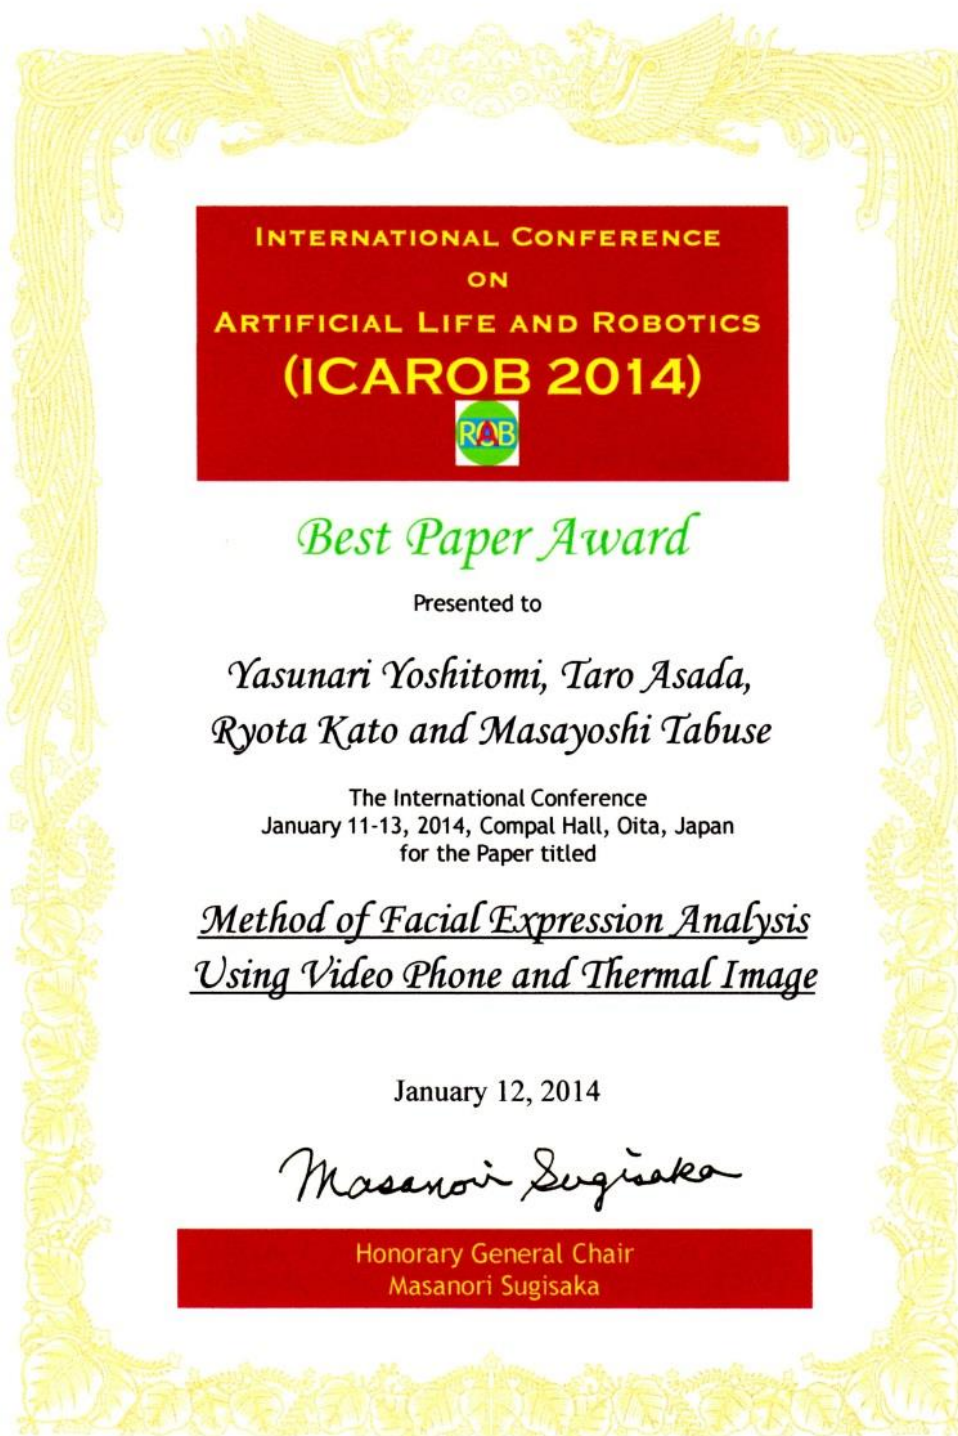 INTERNATIONAL CONFERENCE
ON
ARTIFICIAL LIFE AND ROBOTICS
(ICAROB 2014)
ROB
Best Paper Award
Presented to
Yasunari Yoshitomi, Taro Asada,
Ryota Kato and Masayoshi Tabuse
The International Conference
January 11-13, 2014, Compal Hall, Oita, Japan
for the Paper titled
Method of Facial Expression Analysis
Using Video Phone and Thermal Image
January 12, 2014
Masanori Sugisaka
Honorary General Chair
Masanori Sugisaka